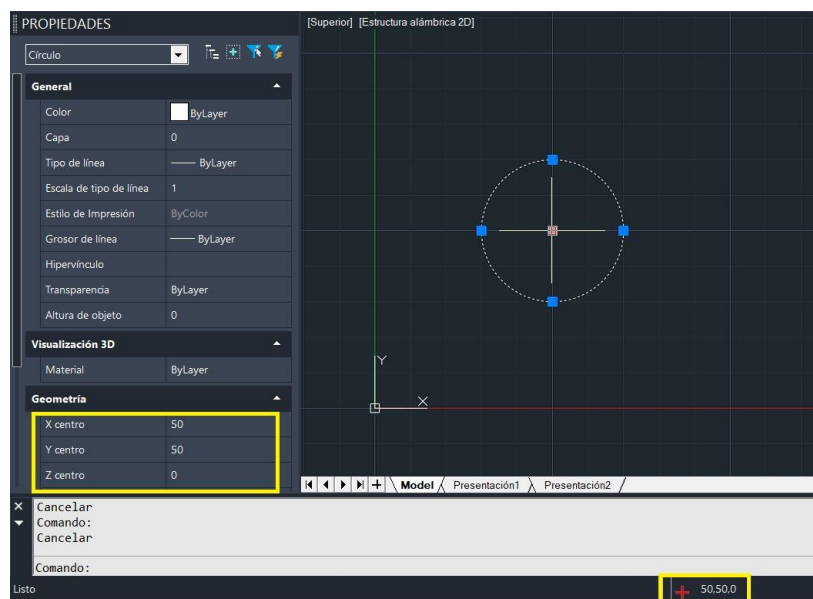 PROPIEDADES
Círculo
General
Color ByLayer
Capa 0
Tipo de línea ByLayer
Escala de tipo de línea 1
Estilo de Impresión ByColor
Grosor de línea ByLayer
Hipervínculo
Transparencia ByLayer
Altura de objeto 0
Visualización 3D
Material ByLayer
Geometría
X centro 50
Y centro 50
Z centro 0
[Superior] [Estructura alámbrica 2D]
Y
X
Model Presentación1 Presentación2
Cancelar
Comando:
Cancelar
Comando:
Listo
50,50,0